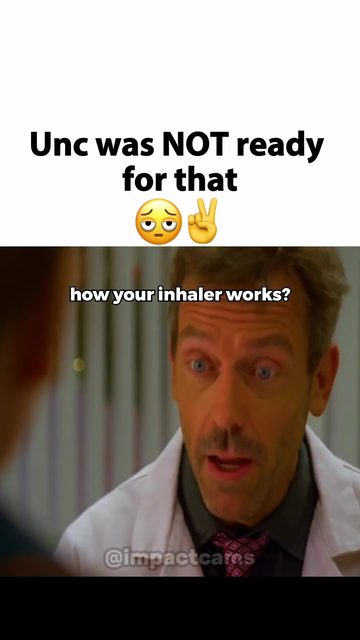 Unc was NOT ready
for that
😔✌️
how your inhaler works?
@impactcams